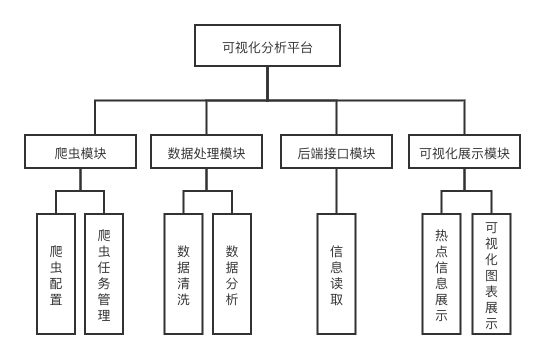 可视化分析平台
爬虫模块
数据处理模块
后端接口模块
可视化展示模块
爬虫配置
爬虫任务管理
数据清洗
数据分析
信息读取
热点信息展示
可视化图表展示